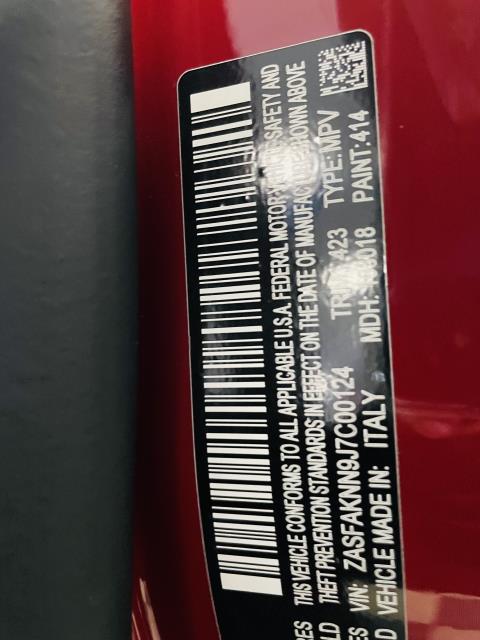 THIS VEHICLE CONFORMS TO ALL APPLICABLE U.S.A. FEDERAL MOTOR SAFETY AND
THEFT PREVENTION STANDARDS IN EFFECT ON THE DATE OF MANUFACTURE SHOWN ABOVE
VIN: ZASFAKNN9J7C00124 423 TYPE: MPV
VEHICLE MADE IN: ITALY MDH: PAINT: 414